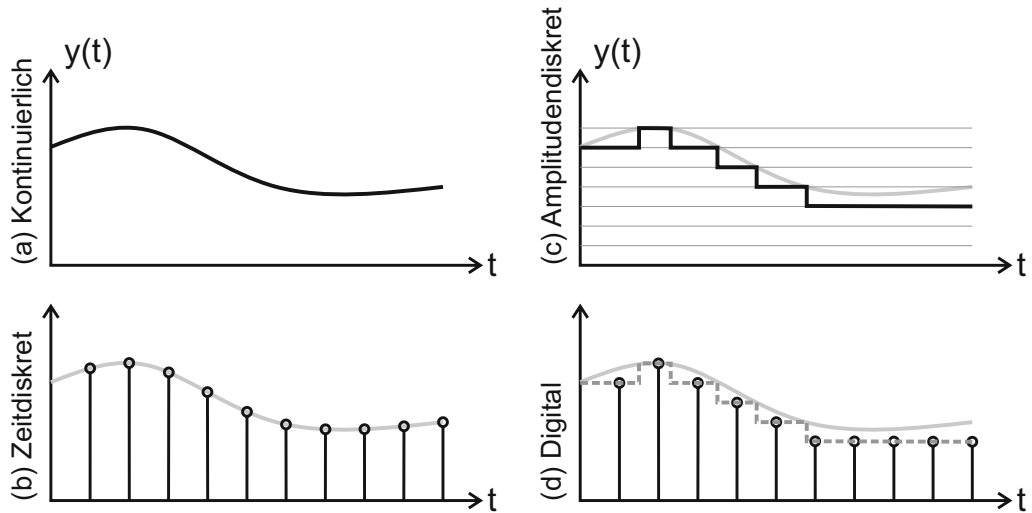 (a) Kontinuierlich
y(t)
t
(c) Amplitudendiskret
y(t)
t
(b) Zeitdiskret
t
(d) Digital
t